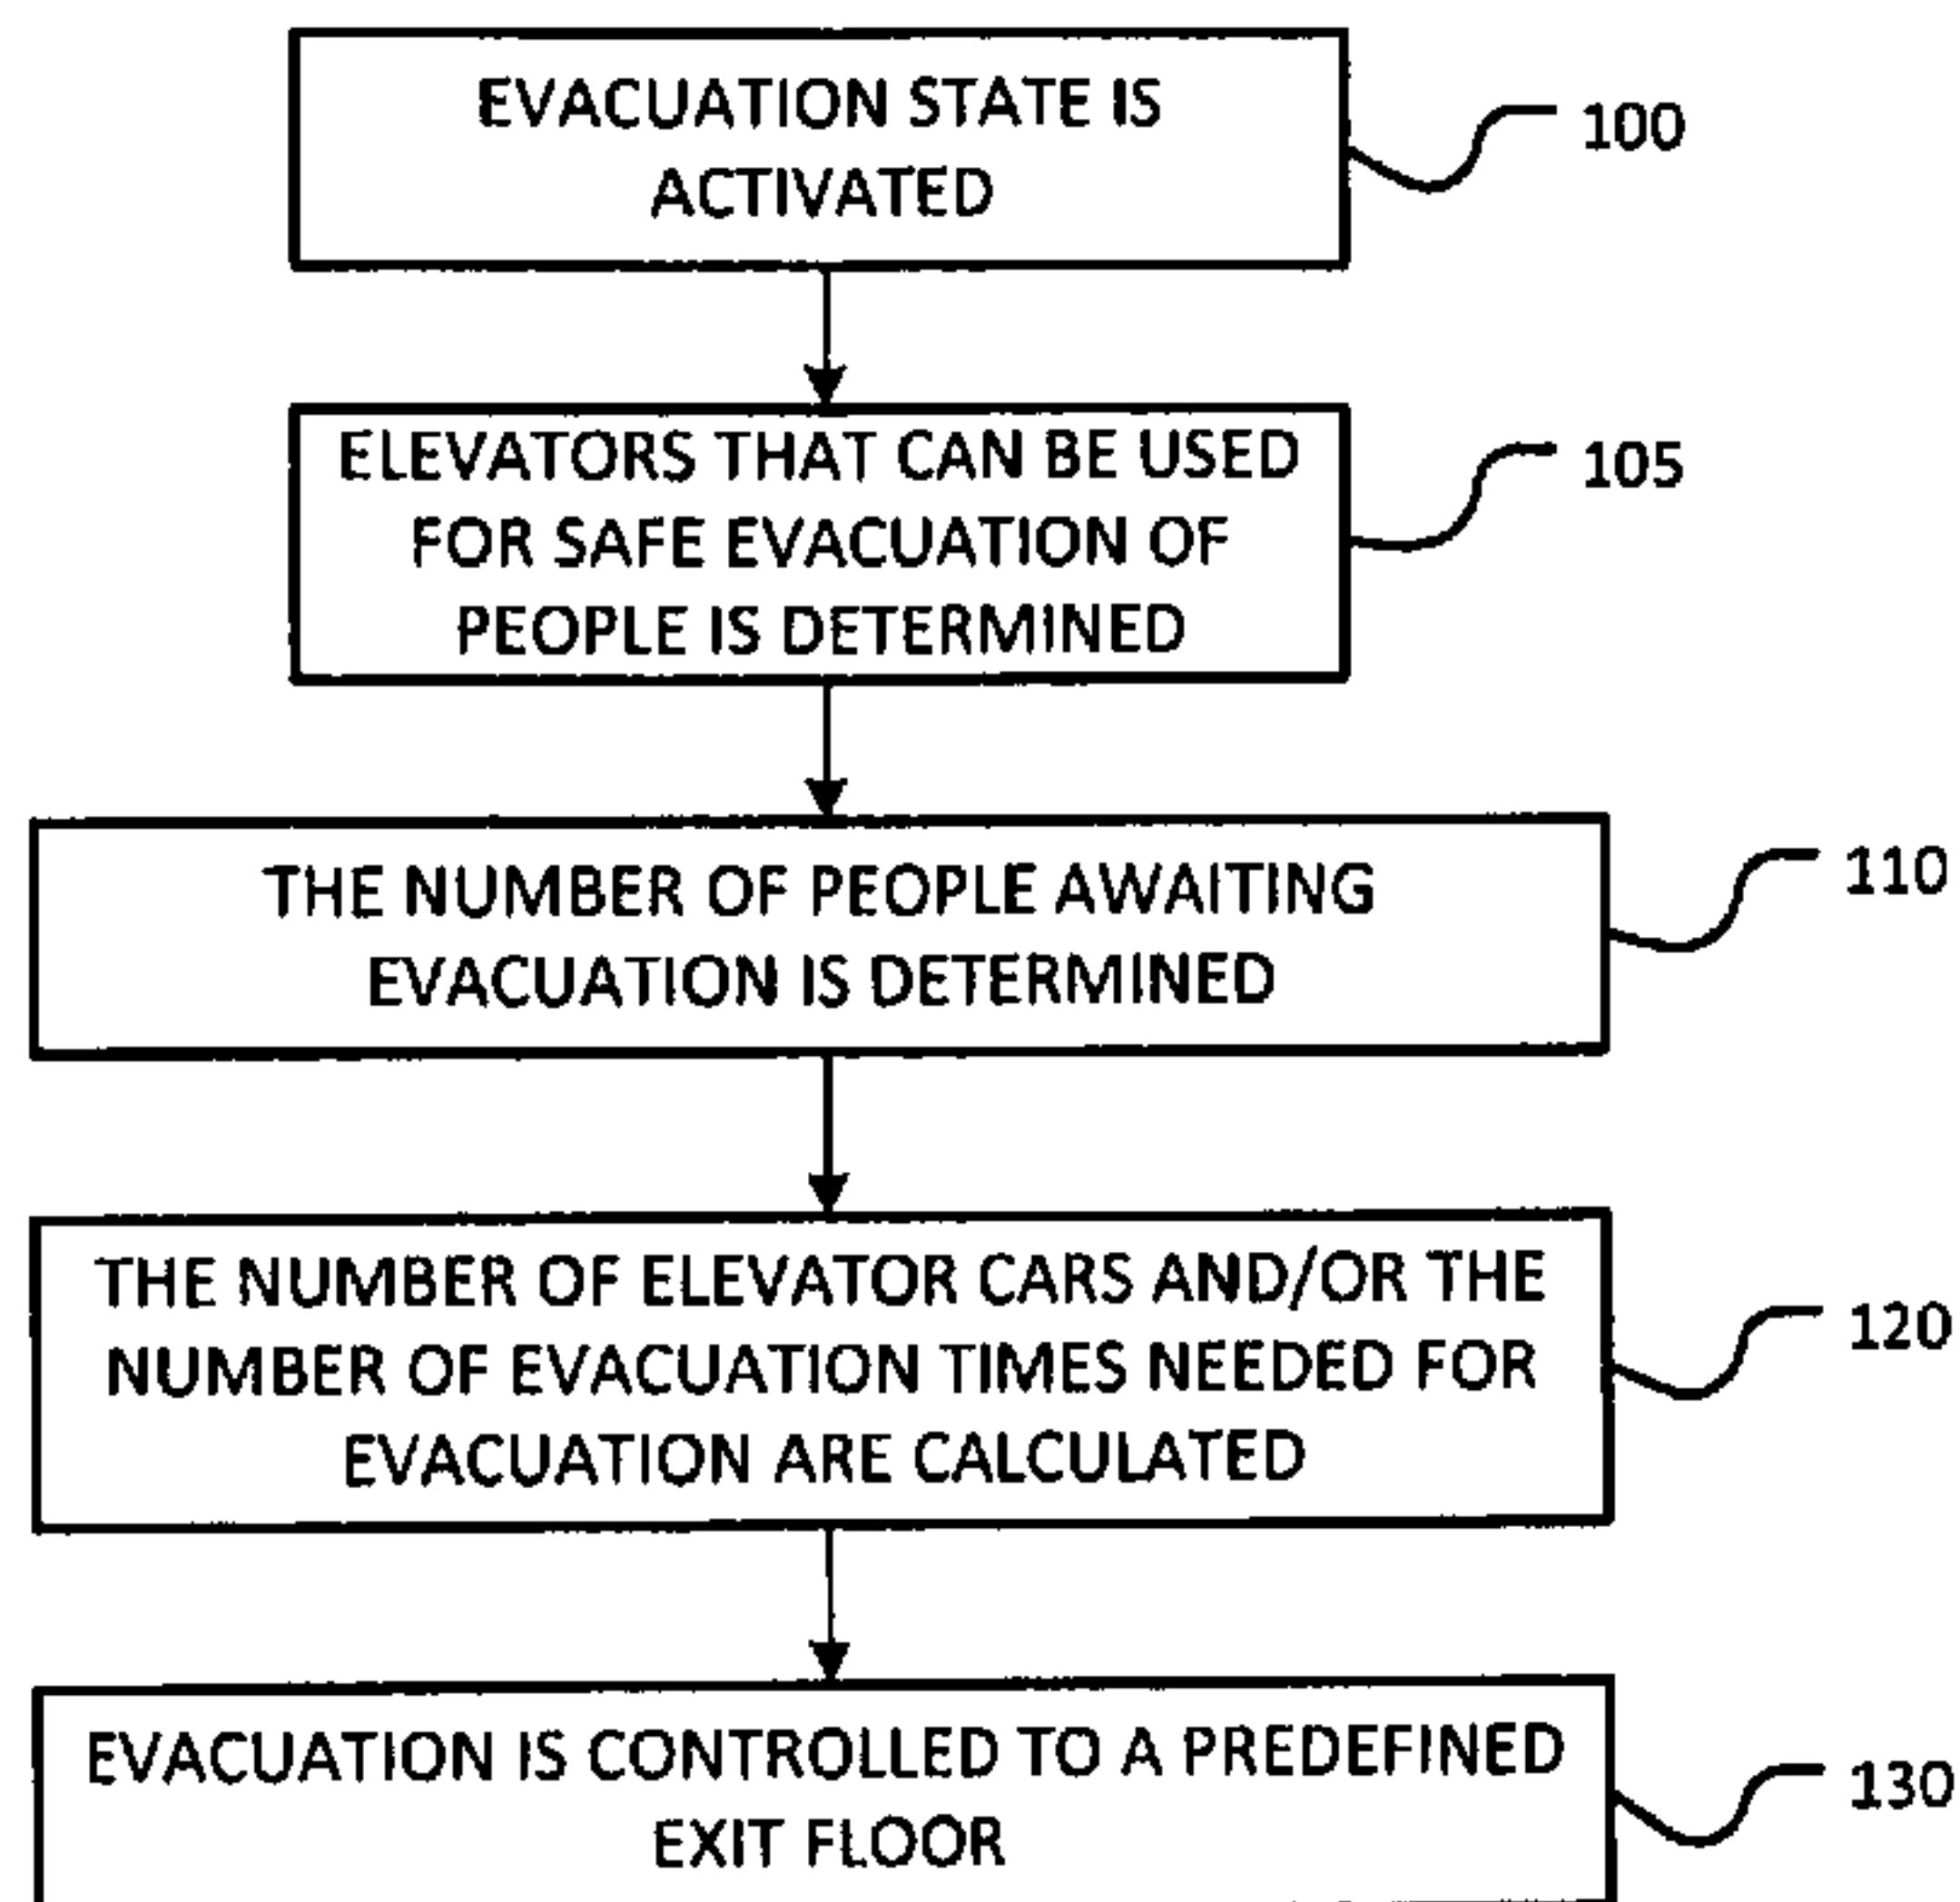 EVACUATION STATE IS
ACTIVATED
100
ELEVATORS THAT CAN BE USED
FOR SAFE EVACUATION OF
PEOPLE IS DETERMINED
105
THE NUMBER OF PEOPLE AWAITING
EVACUATION IS DETERMINED
110
THE NUMBER OF ELEVATOR CARS AND/OR THE
NUMBER OF EVACUATION TIMES NEEDED FOR
EVACUATION ARE CALCULATED
120
EVACUATION IS CONTROLLED TO A PREDEFINED
EXIT FLOOR
130